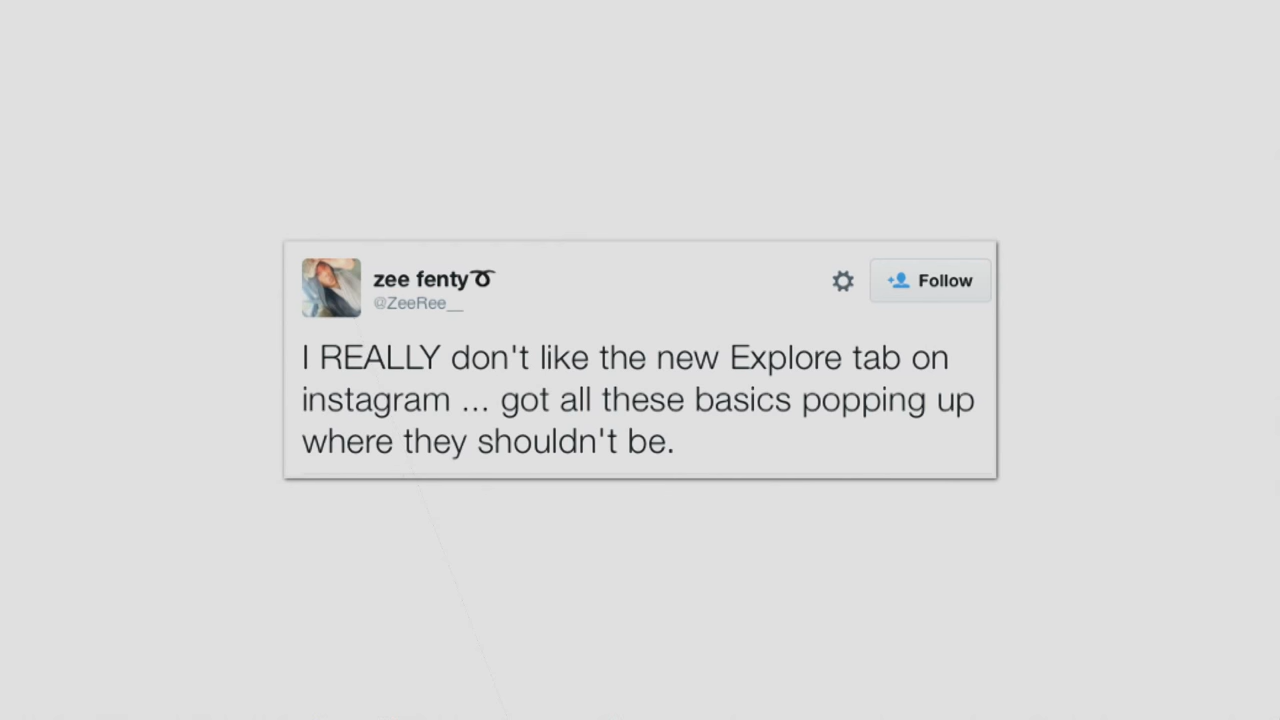 zee fenty➰
@ZeeRee__
Follow
I REALLY don't like the new Explore tab on
instagram ... got all these basics popping up
where they shouldn't be.